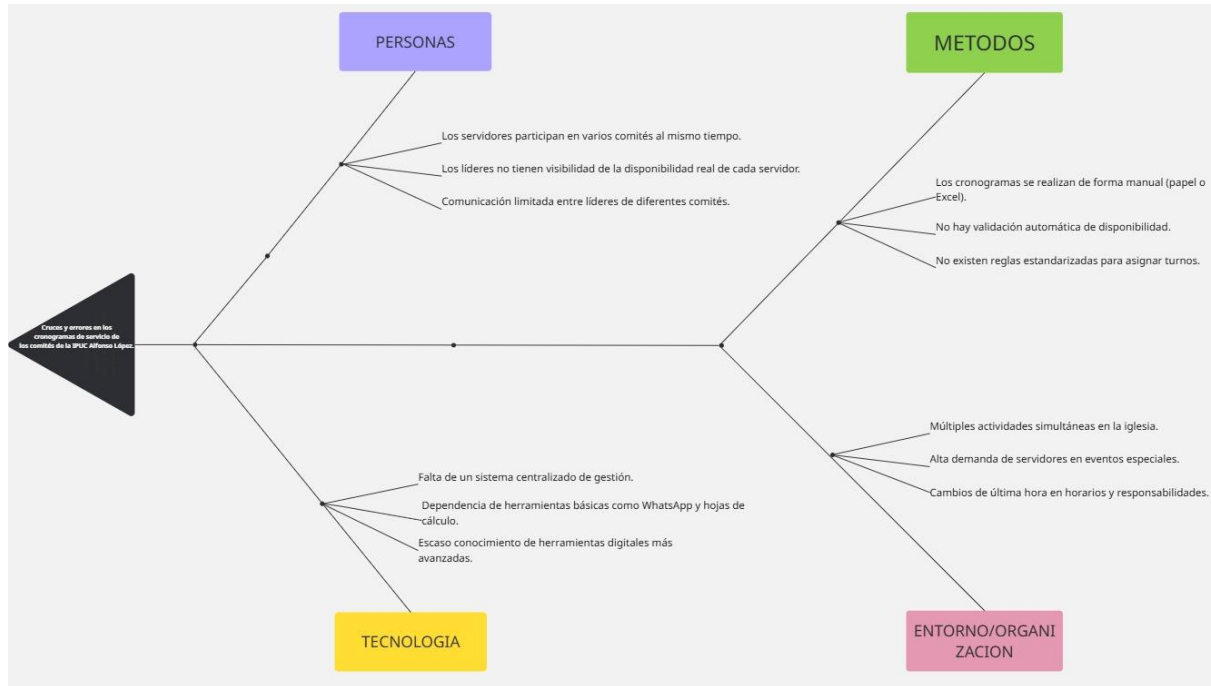 PERSONAS
METODOS
Los servidores participan en varios comités al mismo tiempo.
Los líderes no tienen visibilidad de la disponibilidad real de cada servidor.
Comunicación limitada entre líderes de diferentes comités.
Los cronogramas se realizan de forma manual (papel o
Excel).
No hay validación automática de disponibilidad.
No existen reglas estandarizadas para asignar turnos.
Cruces y errores en los
cronogramas de servicio de
los comités de la IPUC Alfonso López.
Falta de un sistema centralizado de gestión.
Dependencia de herramientas básicas como WhatsApp y hojas de
cálculo.
Escaso conocimiento de herramientas digitales más
avanzadas.
Múltiples actividades simultáneas en la iglesia.
Alta demanda de servidores en eventos especiales.
Cambios de última hora en horarios y responsabilidades.
TECNOLOGIA
ENTORNO/ORGANI
ZACION